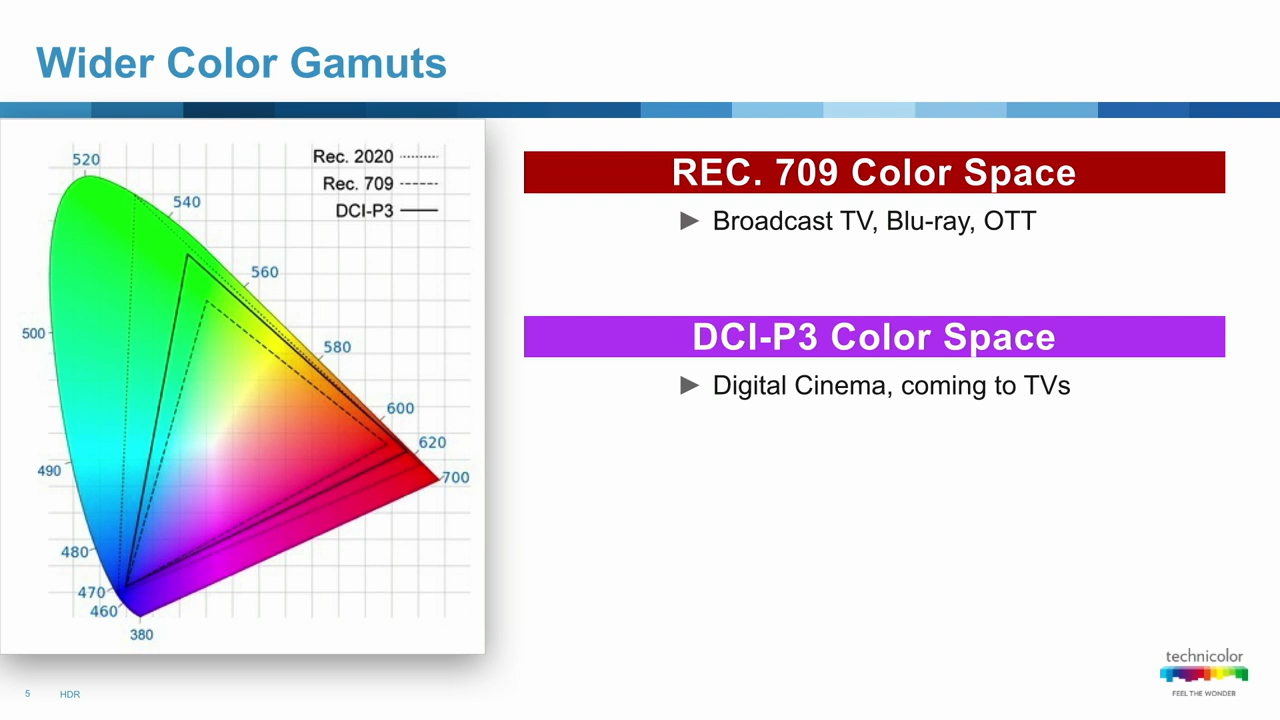 Wider Color Gamuts
Rec. 2020
Rec. 709
DCI-P3
520
540
560
500
580
600
620
490
700
480
470
460
380
REC. 709 Color Space
► Broadcast TV, Blu-ray, OTT
DCI-P3 Color Space
► Digital Cinema, coming to TVs
technicolor
FEEL THE WONDER
5 HDR